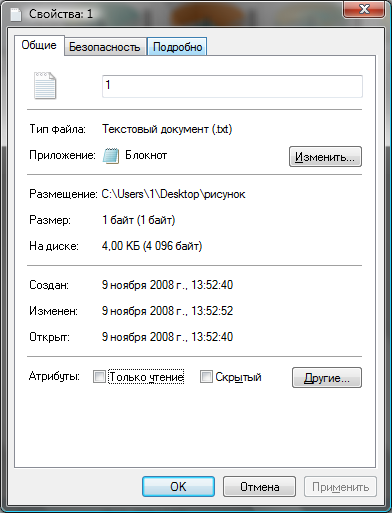 Свойства: 1
Общие Безопасность Подробно
1
Тип файла: Текстовый документ (.txt)
Приложение: Блокнот Изменить...
Размещение: C:\Users\1\Desktop\рисунок
Размер: 1 байт (1 байт)
На диске: 4,00 КБ (4 096 байт)
Создан: 9 ноября 2008 г., 13:52:40
Изменен: 9 ноября 2008 г., 13:52:52
Открыт: 9 ноября 2008 г., 13:52:40
Атрибуты: Только чтение Скрытый Другие...
OK Отмена Применить